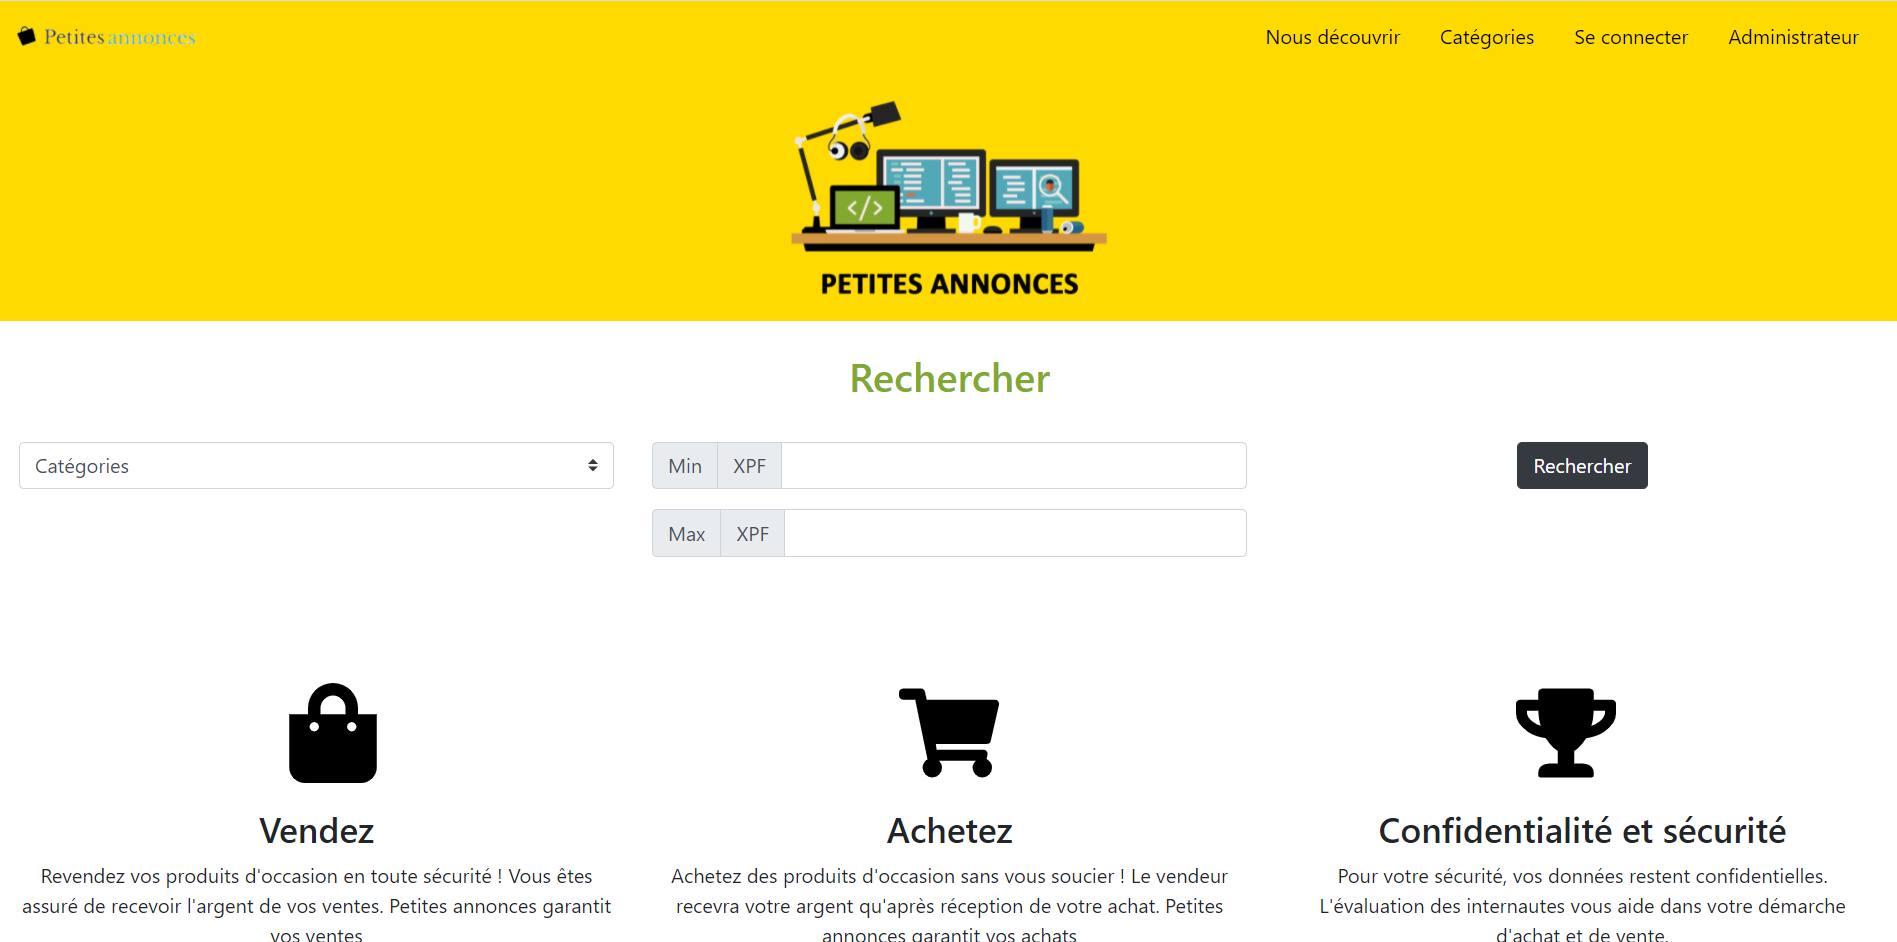 Petites annonces
Nous découvrir
Catégories
Se connecter
Administrateur
</>
PETITES ANNONCES
Rechercher
Catégories
Min XPF
Rechercher
Max XPF
Vendez
Revendez vos produits d'occasion en toute sécurité ! Vous êtes
assuré de recevoir l'argent de vos ventes. Petites annonces garantit
vos ventes
Achetez
Achetez des produits d'occasion sans vous soucier ! Le vendeur
recevra votre argent qu'après réception de votre achat. Petites
annonces garantit vos achats
Confidentialité et sécurité
Pour votre sécurité, vos données restent confidentielles.
L'évaluation des internautes vous aide dans votre démarche
d'achat et de vente.